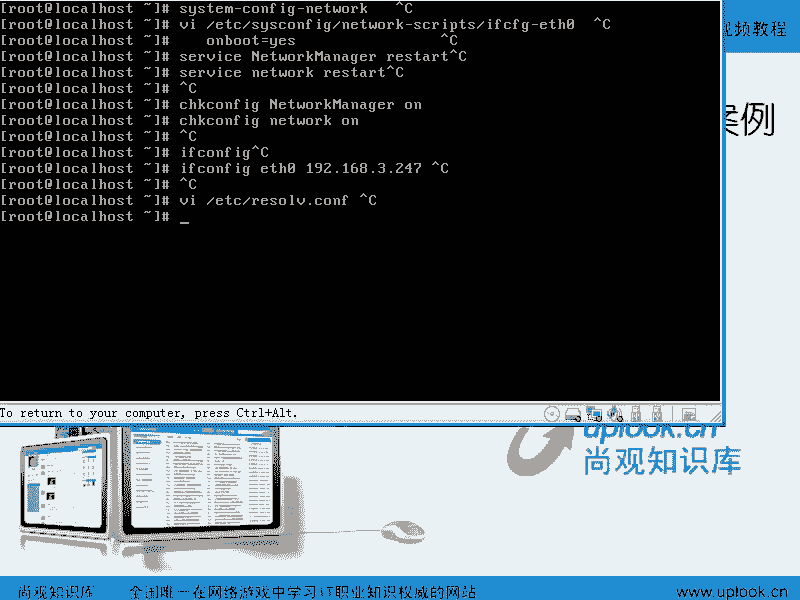 [root@localhost ~]# system-config-network   ^C
[root@localhost ~]# vi /etc/sysconfig/network-scripts/ifcfg-eth0  ^C
[root@localhost ~]#    onboot=yes                ^C
[root@localhost ~]# service NetworkManager restart^C
[root@localhost ~]# service network restart^C
[root@localhost ~]# ^C
[root@localhost ~]# chkconfig NetworkManager on
[root@localhost ~]# chkconfig network on
[root@localhost ~]# ^C
[root@localhost ~]# ifconfig^C
[root@localhost ~]# ifconfig eth0 192.168.3.247 ^C
[root@localhost ~]# ^C
[root@localhost ~]# vi /etc/resolv.conf ^C
[root@localhost ~]# _
视频教程
案例
To return to your computer, press Ctrl+Alt.
uplook.cn
尚观知识库
尚观知识库 全国唯一在网络游戏中学习IT职业知识权威的网站 www.uplook.cn